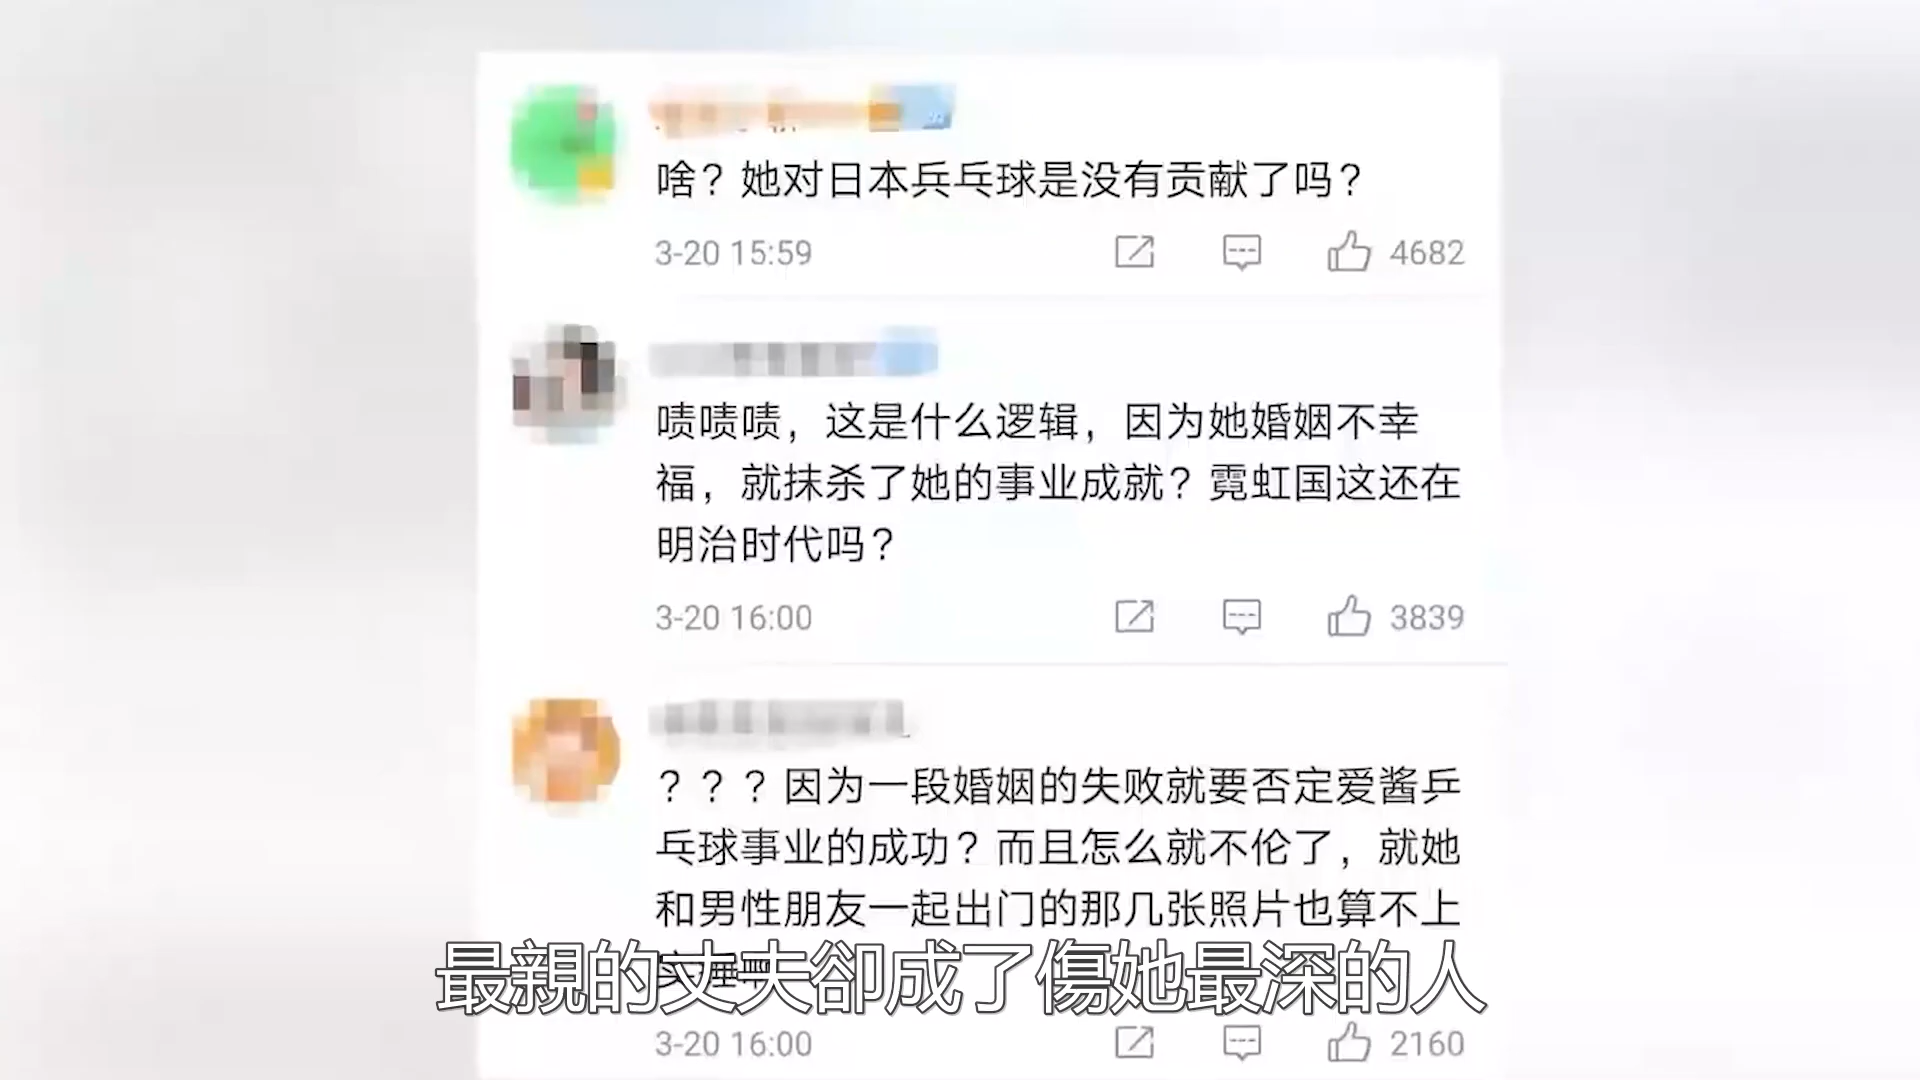 啥？她对日本兵乓球是没有贡献了吗？
3-20 15:59
4682
啧啧啧，这是什么逻辑，因为她婚姻不幸
福，就抹杀了她的事业成就？霓虹国这还在
明治时代吗？
3-20 16:00
3839
？？？因为一段婚姻的失败就要否定爱酱乒
乓球事业的成功？而且怎么就不伦了，就她
和男性朋友一起出门的那几张照片也算不上
最親的丈夫卻成了傷她最深的人
3-20 16:00
2160